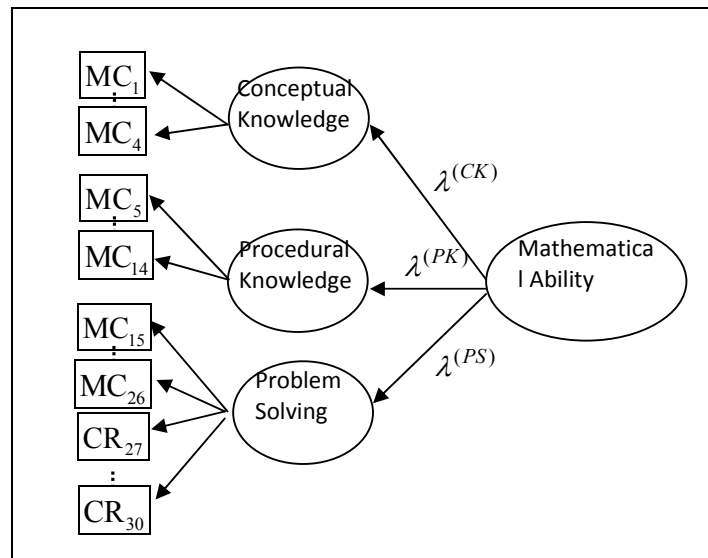 MC₁
⋮
MC₄
Conceptual
Knowledge
λ⁽ᶜᴷ⁾
MC₅
⋮
MC₁₄
Procedural
Knowledge
λ⁽ᴾᴷ⁾
Mathematica
l Ability
MC₁₅
⋮
MC₂₆
CR₂₇
⋮
CR₃₀
Problem
Solving
λ⁽ᴾˢ⁾